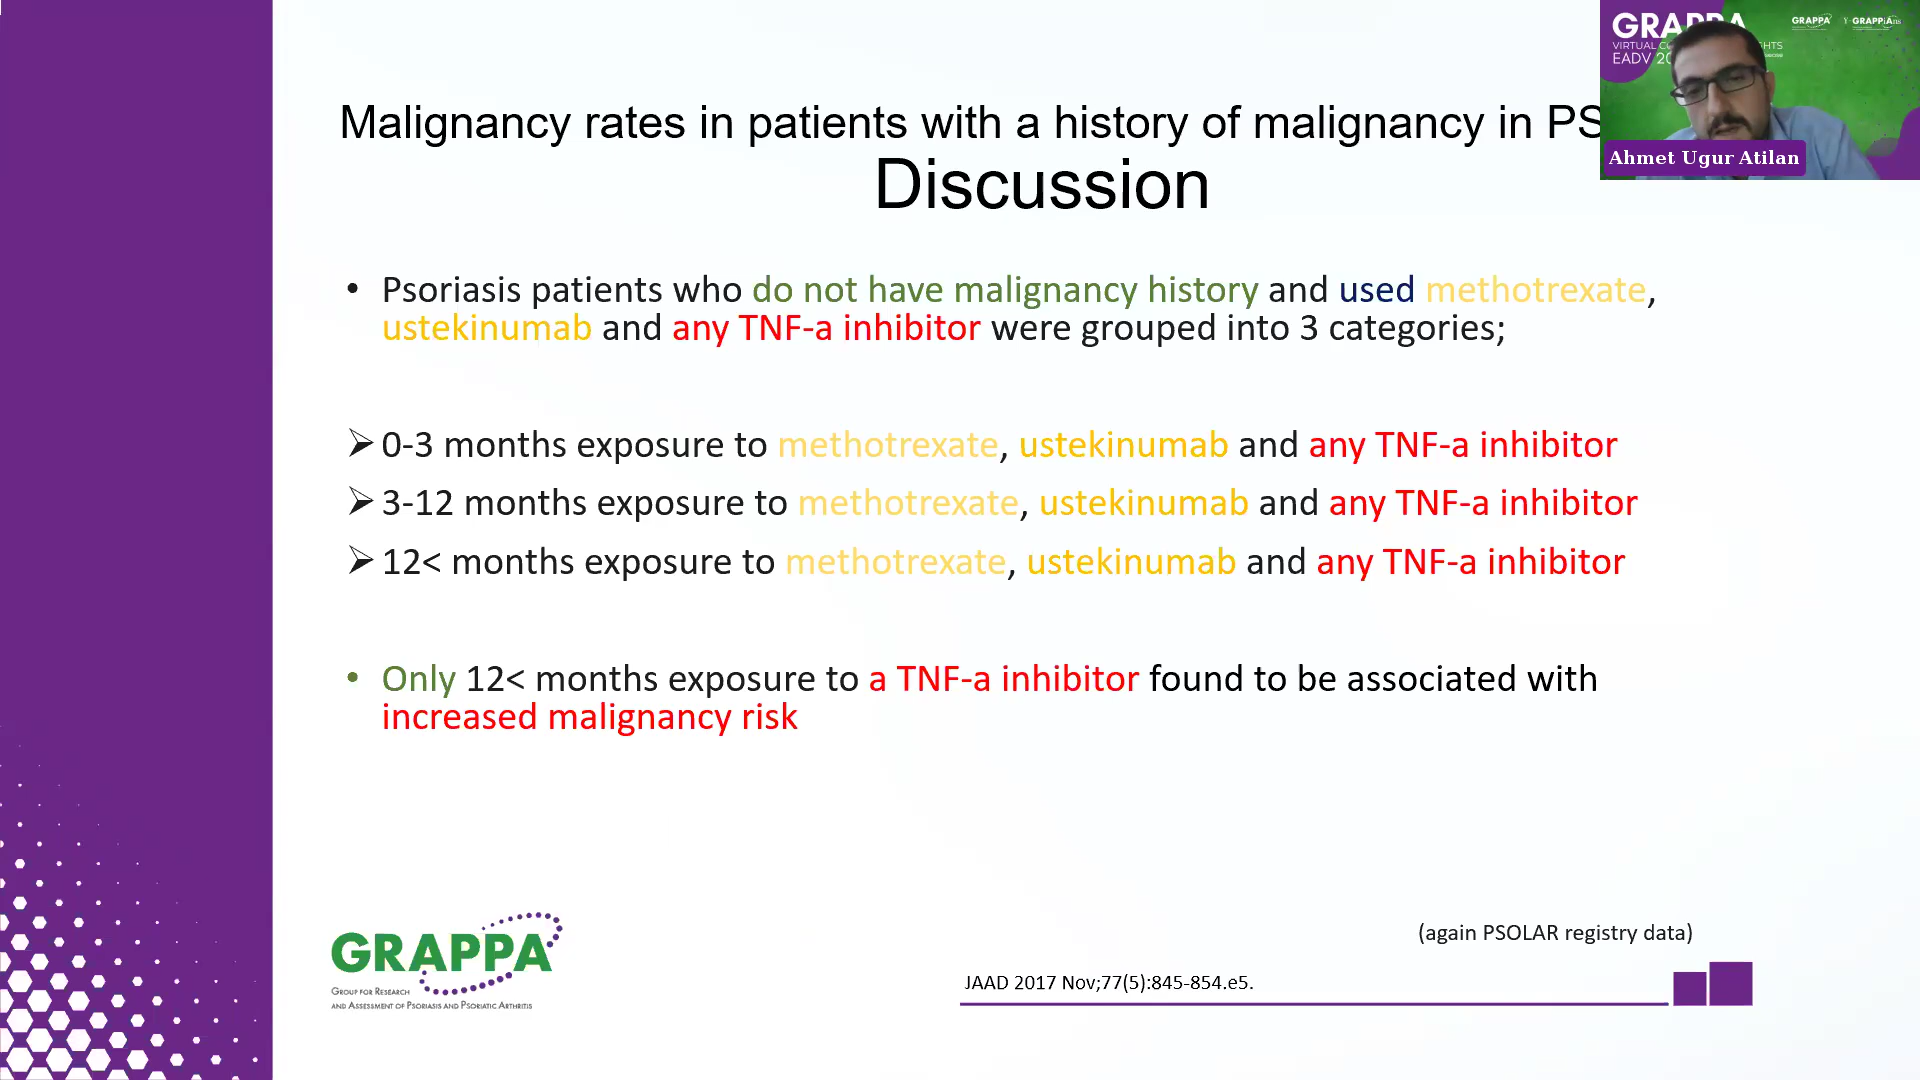 Malignancy rates in patients with a history of malignancy in PS
Discussion
• Psoriasis patients who do not have malignancy history and used methotrexate,
ustekinumab and any TNF-a inhibitor were grouped into 3 categories;
➢ 0-3 months exposure to methotrexate, ustekinumab and any TNF-a inhibitor
➢ 3-12 months exposure to methotrexate, ustekinumab and any TNF-a inhibitor
➢ 12< months exposure to methotrexate, ustekinumab and any TNF-a inhibitor
• Only 12< months exposure to a TNF-a inhibitor found to be associated with
increased malignancy risk
(again PSOLAR registry data)
JAAD 2017 Nov;77(5):845-854.e5.
GRAPPA
Group for Research
and Assessment of Psoriasis and Psoriatic Arthritis
GRAPPA
VIRTUAL
EADV
GRAPPA
Ahmet Ugur Atilan